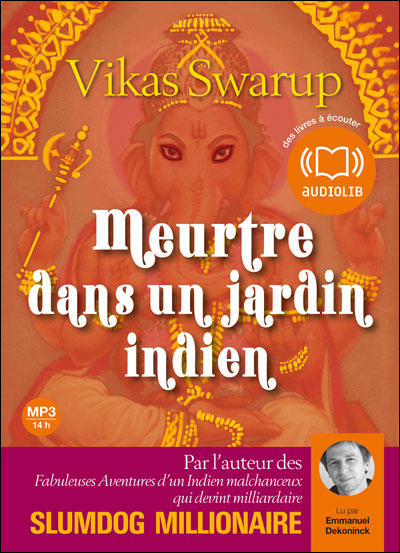 Vikas Swarup
des livres à écouter
AUDIOLIB
Meurtre
dans un jardin
indien
MP3
14 h
Par l'auteur des
Fabuleuses Aventures d'un Indien malchanceux
qui devint milliardaire
SLUMDOG MILLIONAIRE
Lu par
Emmanuel
Dekoninck